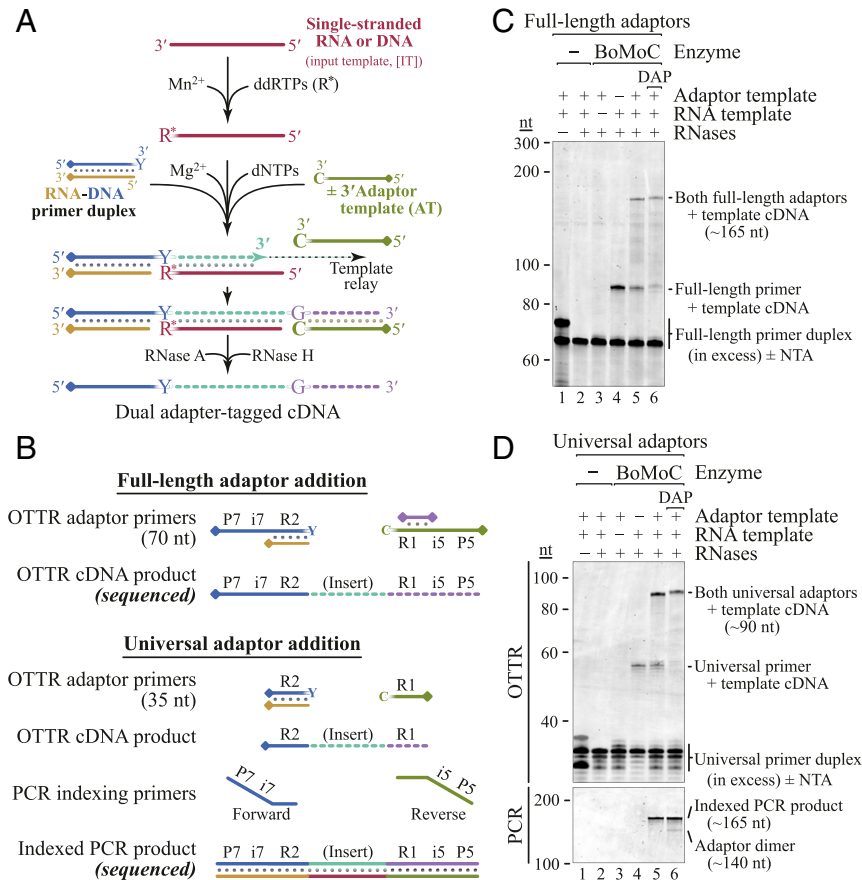 A
3′ 5′
Single-stranded
RNA or DNA
(input template, [IT])
Mn2+ ddRTPs (R*)
R* 5′
5′ 3′ Y
3′ 5′
RNA-DNA
primer duplex
Mg2+ dNTPs
3′
C 5′
± 3′Adaptor
template (AT)
5′ Y 3′
3′ R* 5′
3′
C 5′
Template
relay
5′ Y G 3′
3′ R* C 5′
RNase A RNase H
5′ Y G 3′
Dual adapter-tagged cDNA
B
Full-length adaptor addition
OTTR adaptor primers
(70 nt)
P7 i7 R2 Y
C R1 i5 P5
OTTR cDNA product
(sequenced)
P7 i7 R2 (Insert) R1 i5 P5
Universal adaptor addition
OTTR adaptor primers
(35 nt)
R2 Y
C R1
OTTR cDNA product
R2 (Insert) R1
PCR indexing primers
P7 i7
Forward
i5 P5
Reverse
Indexed PCR product
(sequenced)
P7 i7 R2 (Insert) R1 i5 P5
C
Full-length adaptors
– BoMoC Enzyme
DAP
+ + + – + + Adaptor template
+ + – + + + RNA template
– + + + + + RNases
nt
300
200
100
80
60
Both full-length adaptors
+ template cDNA
(~165 nt)
Full-length primer
+ template cDNA
Full-length primer duplex
(in excess) ± NTA
1 2 3 4 5 6
D
Universal adaptors
– BoMoC Enzyme
DAP
+ + + – + + Adaptor template
+ + – + + + RNA template
– + + + + + RNases
nt
OTTR
100
80
60
40
Both universal adaptors
+ template cDNA
(~90 nt)
Universal primer
+ template cDNA
Universal primer duplex
(in excess) ± NTA
PCR
200
100
Indexed PCR product
(~165 nt)
Adaptor dimer
(~140 nt)
1 2 3 4 5 6